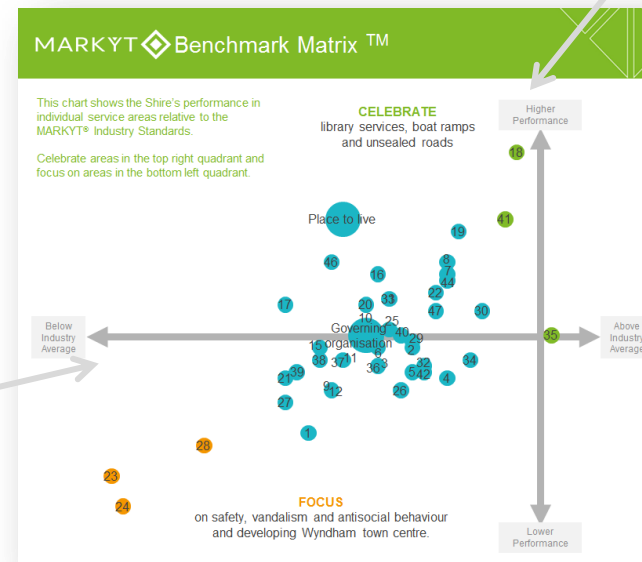 MARKYT Benchmark Matrix TM
This chart shows the Shire's performance in
individual service areas relative to the
MARKYT® Industry Standards.
Celebrate areas in the top right quadrant and
focus on areas in the bottom left quadrant.
CELEBRATE
library services, boat ramps
and unsealed roads
Higher
Performance
18
Place to live
41
19
46
8
7
16
44
22
33
17
20
47
30
10
25
Below
Industry
Average
Governing
organisation
40
29
35
Above
Industry
Average
15
2
6
38
37
11
36
3
32
34
21
39
5
42
4
9
12
26
27
1
28
23
24
FOCUS
on safety, vandalism and antisocial behaviour
and developing Wyndham town centre.
Lower
Performance